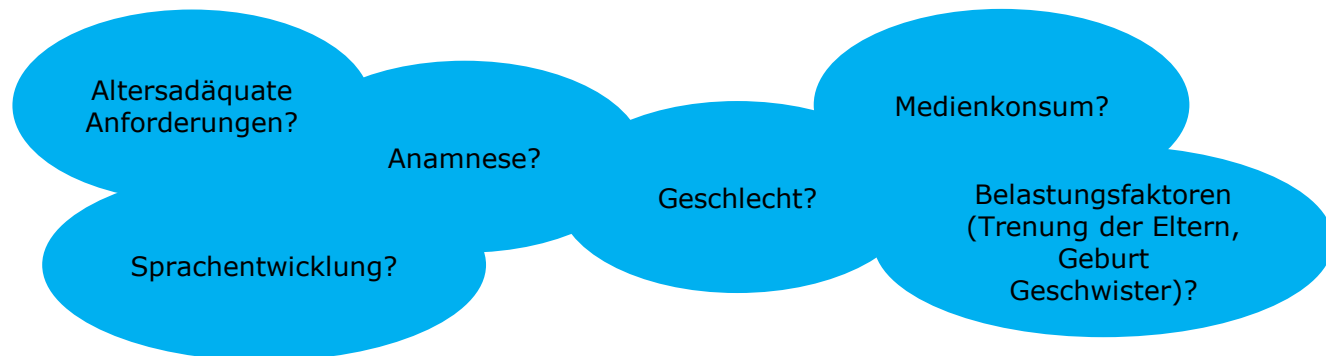 Altersadäquate
Anforderungen?
Anamnese?
Sprachentwicklung?
Geschlecht?
Medienkonsum?
Belastungsfaktoren
(Trenung der Eltern,
Geburt
Geschwister)?